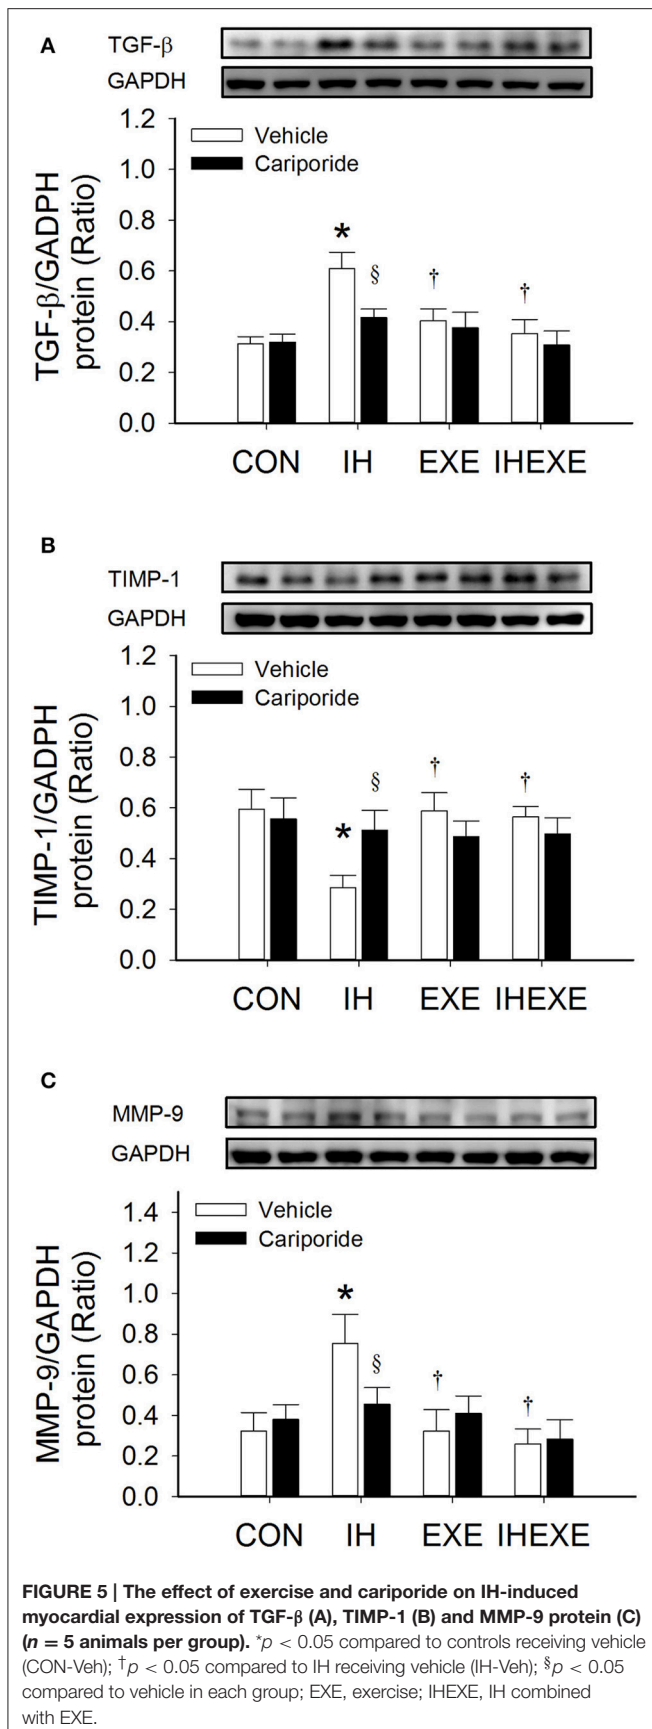 A
TGF-β
GAPDH
1.2
1.0
0.8
0.6
0.4
0.2
0.0
TGF-β/GADPH
protein (Ratio)
Vehicle
Cariporide
*
§
†
†
CON IH EXE IHEXE
B
TIMP-1
GAPDH
1.2
1.0
0.8
0.6
0.4
0.2
0.0
TIMP-1/GADPH
protein (Ratio)
Vehicle
Cariporide
*
§
†
†
CON IH EXE IHEXE
C
MMP-9
GAPDH
1.4
1.2
1.0
0.8
0.6
0.4
0.2
0.0
MMP-9/GAPDH
protein (Ratio)
Vehicle
Cariporide
*
§
†
†
CON IH EXE IHEXE
FIGURE 5 | The effect of exercise and cariporide on IH-induced
myocardial expression of TGF-β (A), TIMP-1 (B) and MMP-9 protein (C)
(n = 5 animals per group). *p < 0.05 compared to controls receiving vehicle
(CON-Veh); †p < 0.05 compared to IH receiving vehicle (IH-Veh); §p < 0.05
compared to vehicle in each group; EXE, exercise; IHEXE, IH combined
with EXE.